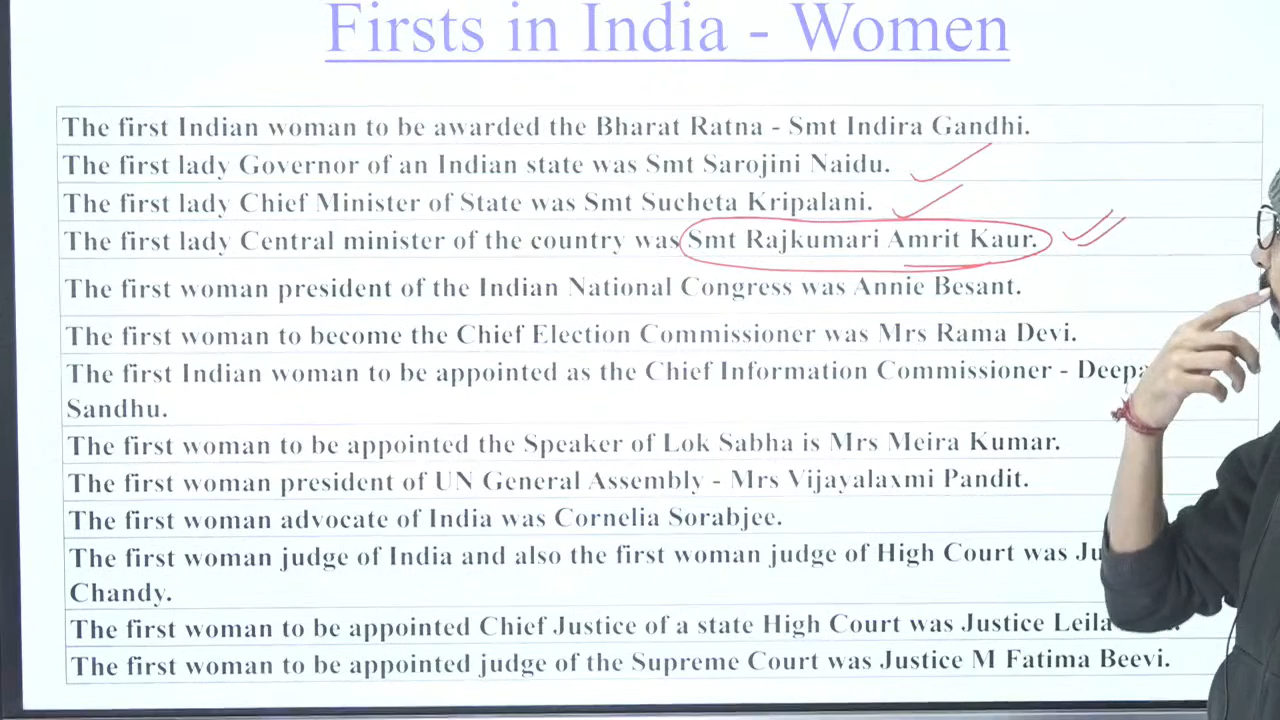 Firsts in India - Women
The first Indian woman to be awarded the Bharat Ratna - Smt Indira Gandhi.
The first lady Governor of an Indian state was Smt Sarojini Naidu.
The first lady Chief Minister of State was Smt Sucheta Kripalani.
The first lady Central minister of the country was Smt Rajkumari Amrit Kaur.
The first woman president of the Indian National Congress was Annie Besant.
The first woman to become the Chief Election Commissioner was Mrs Rama Devi.
The first Indian woman to be appointed as the Chief Information Commissioner -
Sandhu.
The first woman to be appointed the Speaker of Lok Sabha is Mrs Meira Kumar.
The first woman president of UN General Assembly - Mrs Vijayalaxmi Pandit.
The first woman advocate of India was Cornelia Sorabjee.
The first woman judge of India and also the first woman judge of High Court was
Chandy.
The first woman to be appointed Chief Justice of a state High Court was Justice Leila
The first woman to be appointed judge of the Supreme Court was Justice M Fatima Beevi.